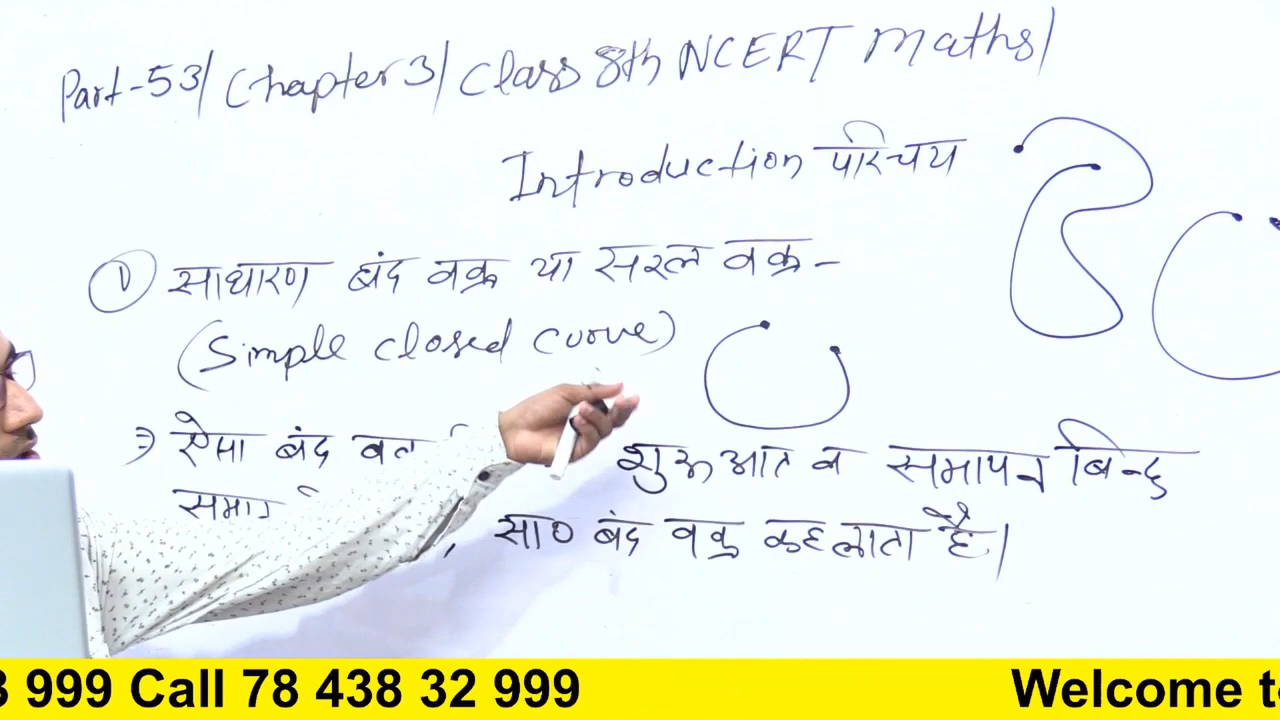 Part-53/ Chapter 3/ Class 8th NCERT Maths/
Introduction परिचय
① साधारण बंद वक्र या सरल वक्र -
(Simple closed curve)
⇒ ऐसा बंद शुरूआत व समापन बिन्दु
समा सा० बंद वक्र कहलाता है।
3 999 Call 78 438 32 999 Welcome to